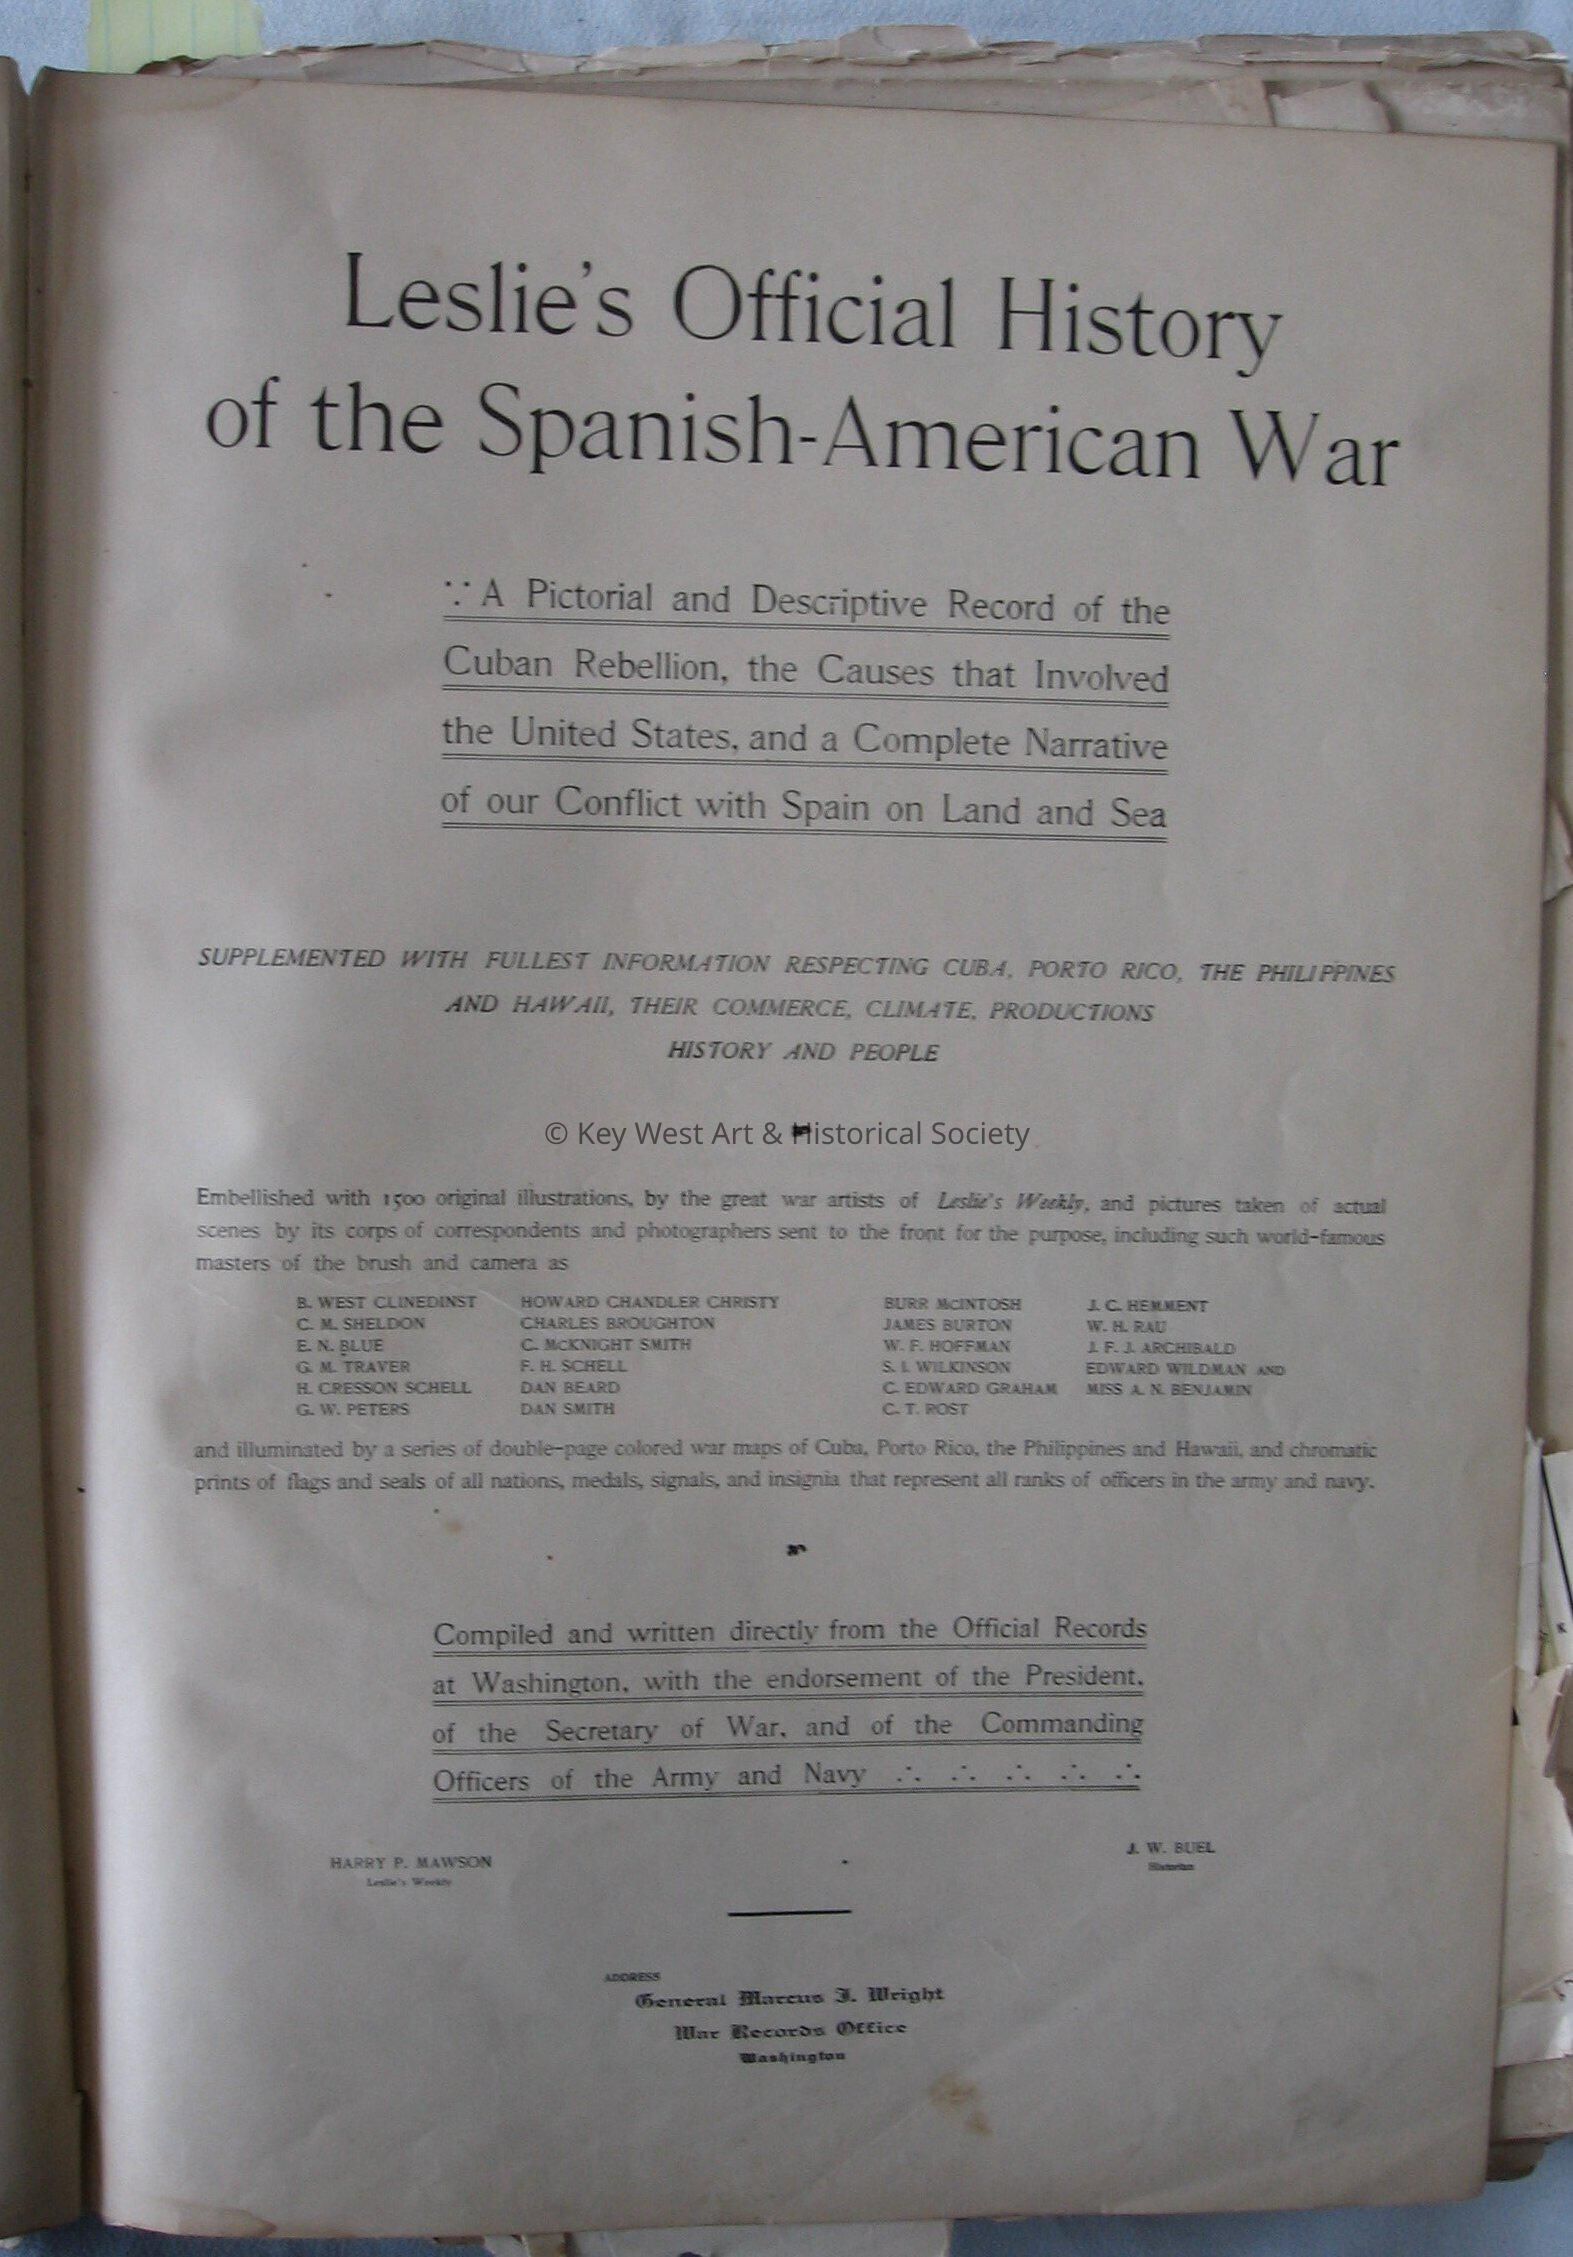 Leslie's Official History
of the Spanish-American War
∵ A Pictorial and Descriptive Record of the
Cuban Rebellion, the Causes that Involved
the United States, and a Complete Narrative
of our Conflict with Spain on Land and Sea
SUPPLEMENTED WITH FULLEST INFORMATION RESPECTING CUBA, PORTO RICO, THE PHILIPPINES
AND HAWAII, THEIR COMMERCE, CLIMATE, PRODUCTIONS
HISTORY AND PEOPLE
© Key West Art & Historical Society
Embellished with 1500 original illustrations, by the great war artists of Leslie's Weekly, and pictures taken of actual
scenes by its corps of correspondents and photographers sent to the front for the purpose, including such world-famous
masters of the brush and camera as
B. WEST CLINEDINST HOWARD CHANDLER CHRISTY BURR McINTOSH J. C. HEMMENT
C. M. SHELDON CHARLES BROUGHTON JAMES BURTON W. H. RAU
E. N. BLUE C. McKNIGHT SMITH W. F. HOFFMAN J. F. J. ARCHIBALD
G. M. TRAVER F. H. SCHELL S. I. WILKINSON EDWARD WILDMAN AND
H. CRESSON SCHELL DAN BEARD C. EDWARD GRAHAM MISS A. N. BENJAMIN
G. W. PETERS DAN SMITH C. T. ROST
and illuminated by a series of double-page colored war maps of Cuba, Porto Rico, the Philippines and Hawaii, and chromatic
prints of flags and seals of all nations, medals, signals, and insignia that represent all ranks of officers in the army and navy.
Compiled and written directly from the Official Records
at Washington, with the endorsement of the President,
of the Secretary of War, and of the Commanding
Officers of the Army and Navy ∴ ∴ ∴ ∴ ∴
HARRY P. MAWSON J. W. BUEL
Leslie's Weekly Historian
ADDRESS
General Marcus J. Wright
War Records Office
Washington